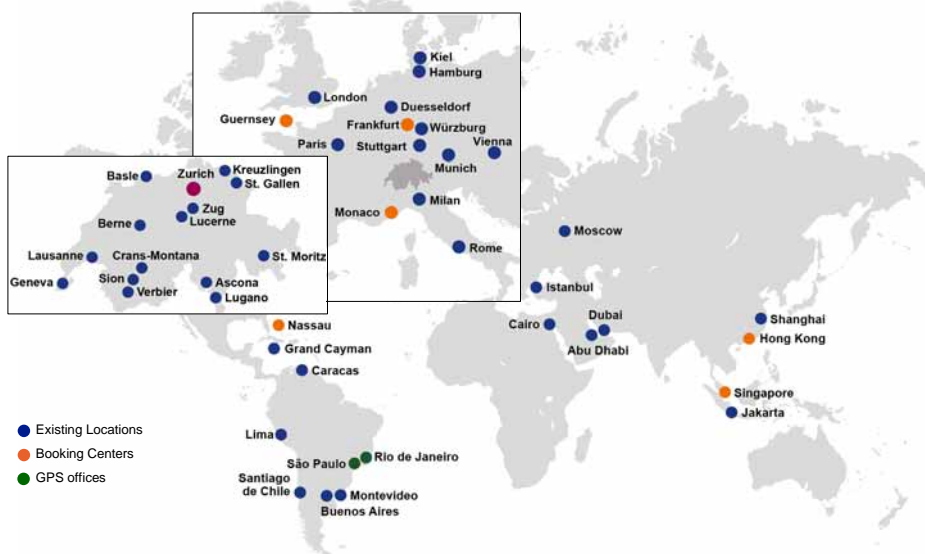 Kiel
Hamburg
London
Duesseldorf
Guernsey
Frankfurt
Würzburg
Paris
Stuttgart
Vienna
Munich
Milan
Monaco
Rome
Basle
Zurich
Kreuzlingen
St. Gallen
Zug
Lucerne
Berne
Lausanne
Crans-Montana
St. Moritz
Geneva
Sion
Verbier
Ascona
Lugano
Moscow
Istanbul
Cairo
Dubai
Abu Dhabi
Shanghai
Hong Kong
Singapore
Jakarta
Nassau
Grand Cayman
Caracas
Lima
São Paulo
Rio de Janeiro
Santiago
de Chile
Montevideo
Buenos Aires
Existing Locations
Booking Centers
GPS offices